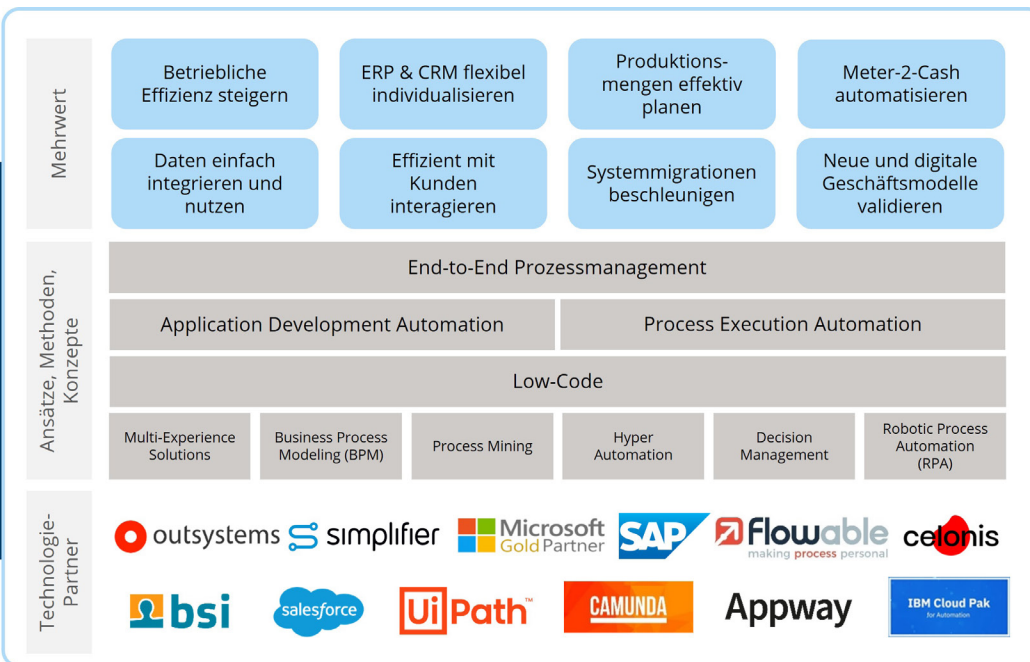 Mehrwert
Betriebliche
Effizienz steigern
ERP & CRM flexibel
individualisieren
Produktions-
mengen effektiv
planen
Meter-2-Cash
automatisieren
Daten einfach
integrieren und
nutzen
Effizient mit
Kunden
interagieren
Systemmigrationen
beschleunigen
Neue und digitale
Geschäftsmodelle
validieren
Ansätze, Methoden,
Konzepte
End-to-End Prozessmanagement
Application Development Automation
Process Execution Automation
Low-Code
Multi-Experience
Solutions
Business Process
Modeling (BPM)
Process Mining
Hyper
Automation
Decision
Management
Robotic Process
Automation
(RPA)
Technologie-
Partner
outsystems
simplifier
Microsoft
Gold Partner
SAP
Flowable
making process personal
celonis
bsi
salesforce
UiPath™
CAMUNDA
Appway
IBM Cloud Pak
for Automation